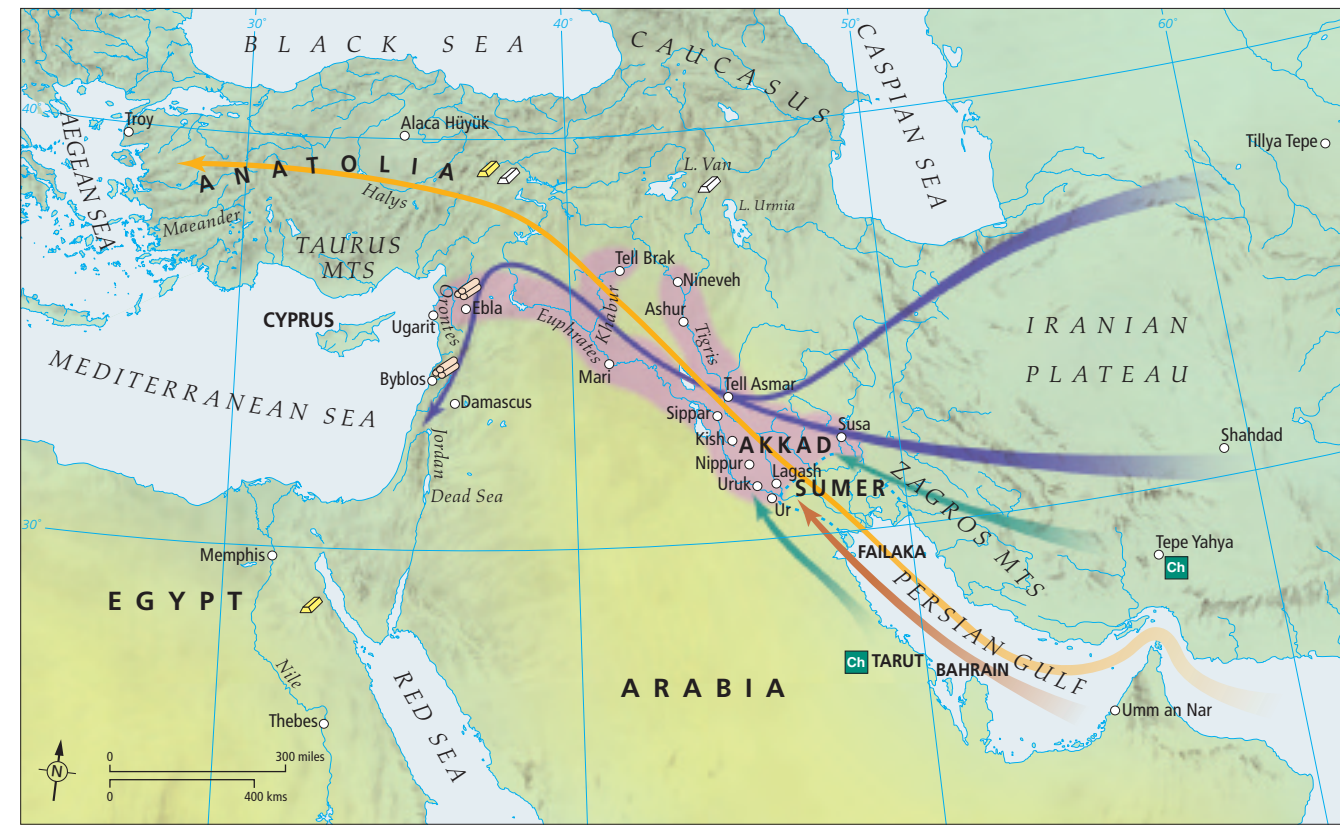 30°
40°
50°
60°
BLACK SEA
CAUCASUS
CASPIAN SEA
40°
Troy
Alaca Hüyük
Tillya Tepe
AEGEAN SEA
ANATOLIA
L. Van
Halys
L. Urmia
Maeander
TAURUS
MTS
Tell Brak
Nineveh
CYPRUS
Orontes
Ebla
Ugarit
Euphrates
Khabur
Ashur
Tigris
IRANIAN
PLATEAU
MEDITERRANEAN SEA
Byblos
Mari
Tell Asmar
Damascus
Sippar
Susa
Kish
AKKAD
Shahdad
Jordan
Nippur
Lagash
ZAGROS MTS
Dead Sea
Uruk
SUMER
Ur
30°
Memphis
FAILAKA
Tepe Yahya
Ch
EGYPT
PERSIAN GULF
Ch
TARUT
BAHRAIN
Nile
RED SEA
ARABIA
Thebes
Umm an Nar
N
0
300 miles
0
400 kms